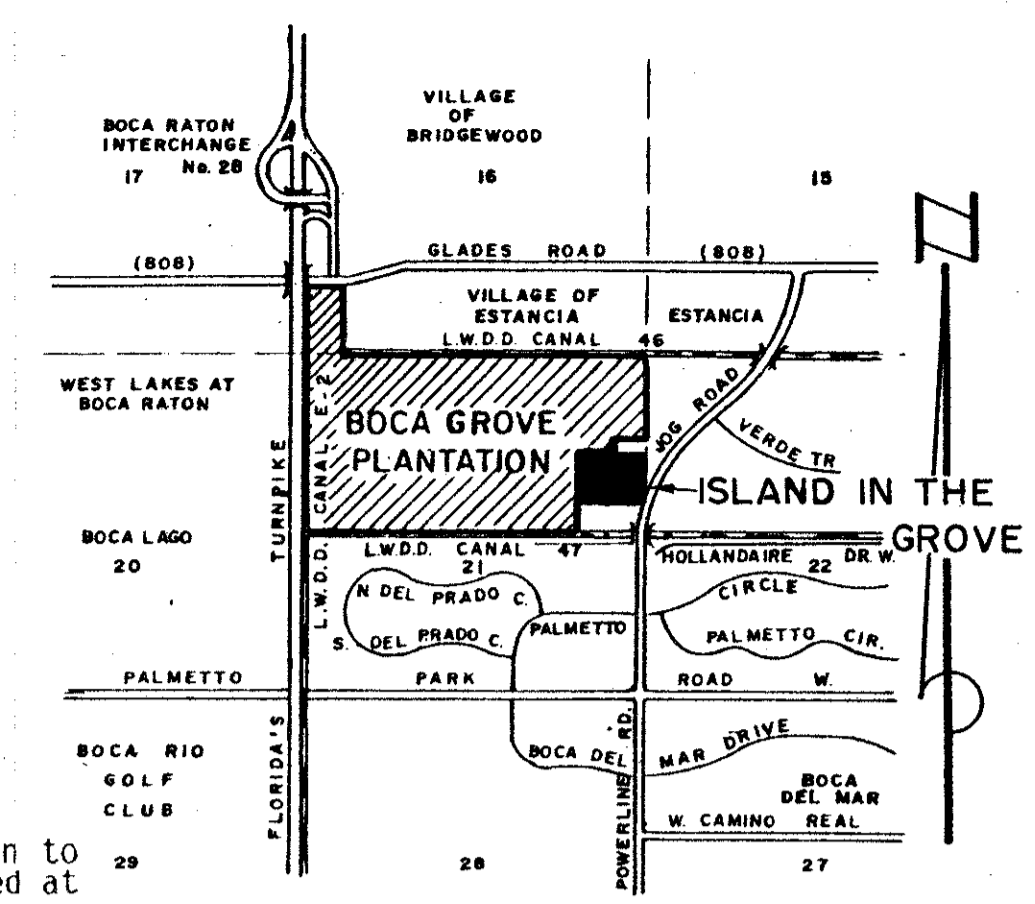 VILLAGE
OF
BRIDGEWOOD
BOCA RATON
INTERCHANGE
No. 28
17
16
15
N
(808)
GLADES ROAD (808)
VILLAGE OF
ESTANCIA
ESTANCIA
L.W.D.D. CANAL 46
WEST LAKES AT
BOCA RATON
BOCA GROVE
PLANTATION
JOG ROAD
VERDE TR
ISLAND IN THE
GROVE
L.W.D.D. CANAL E-2
FLORIDA'S TURNPIKE
BOCA LAGO
20
L.W.D.D. CANAL 47
21
HOLLANDAIRE DR. W.
22
N DEL PRADO C.
S. DEL PRADO C.
PALMETTO CIRCLE
PALMETTO CIR.
PALMETTO PARK ROAD W.
BOCA RIO
GOLF
CLUB
BOCA DEL MAR DRIVE
POWERLINE RD.
BOCA
DEL MAR
W. CAMINO REAL
29
28
27
n to
ed at